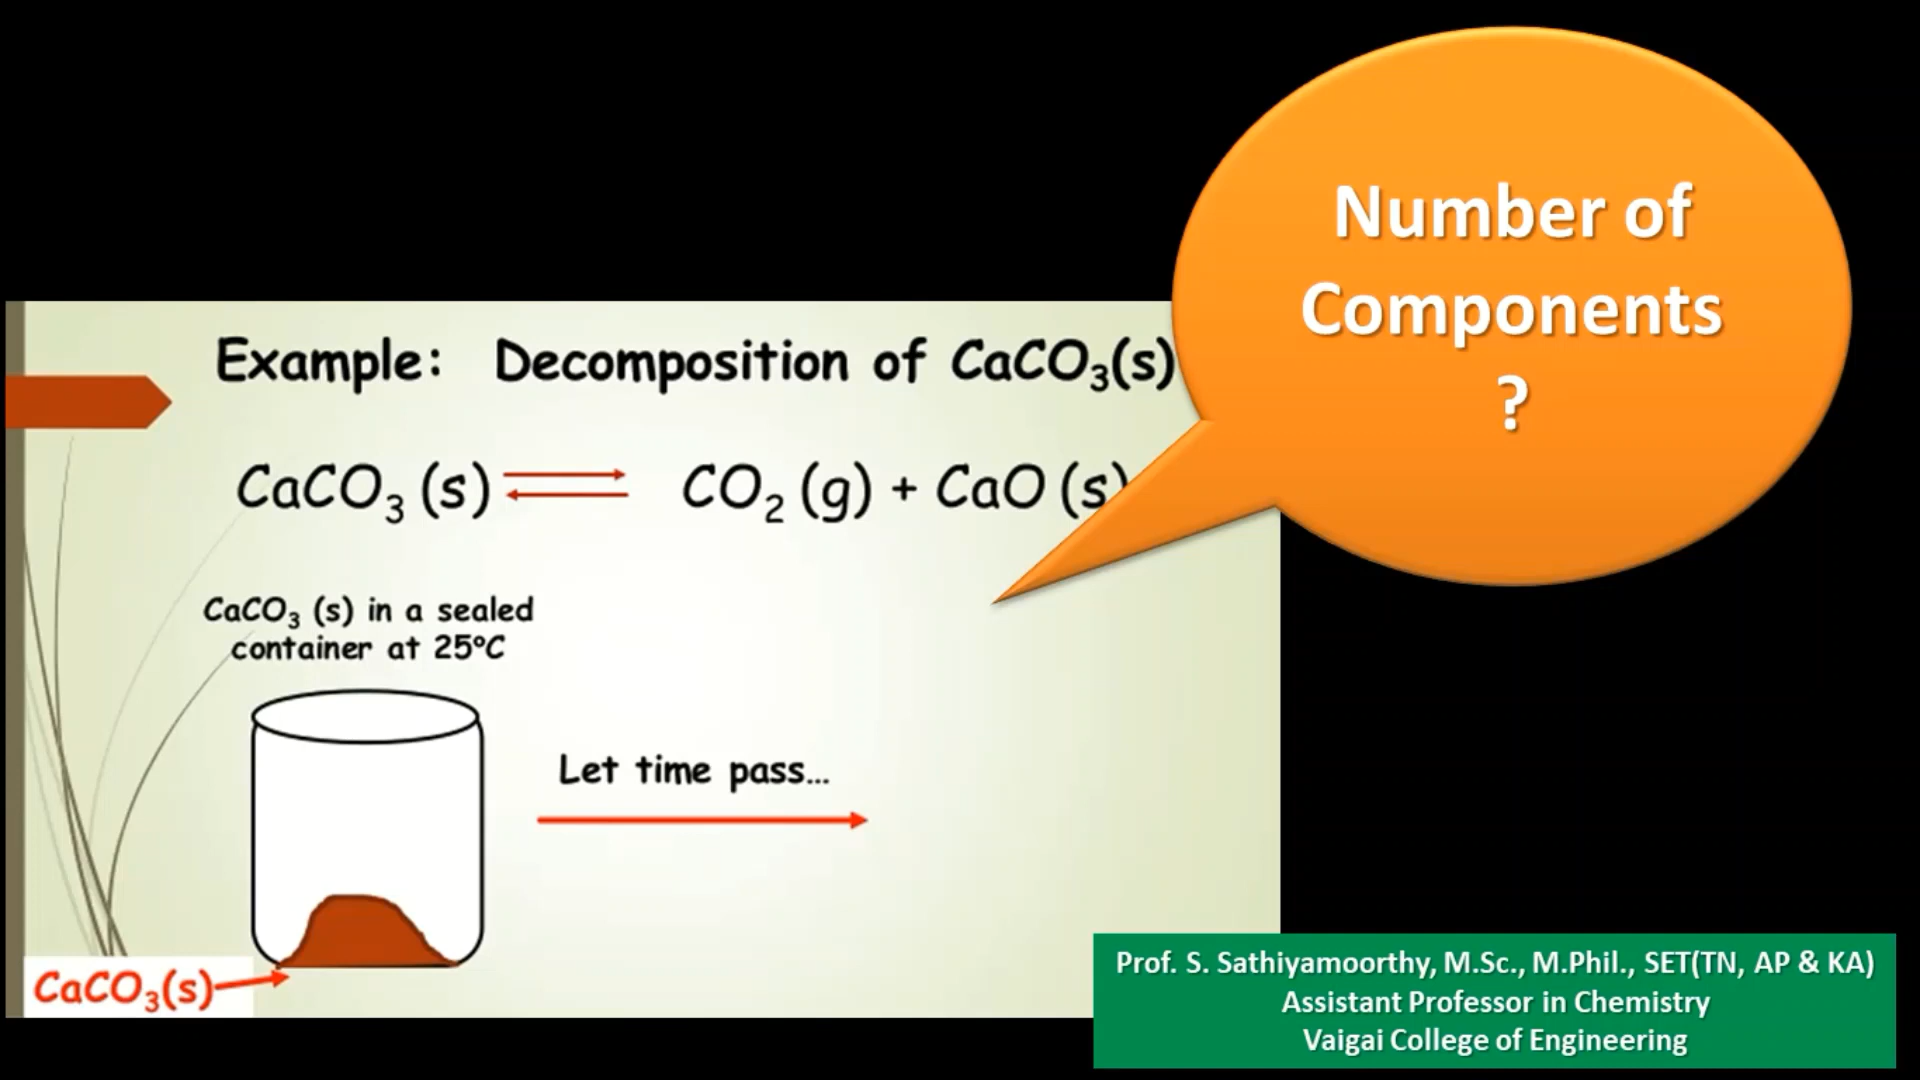 Number of
Components
?
Example: Decomposition of CaCO₃(s)
CaCO₃ (s) ⇌ CO₂ (g) + CaO (s)
CaCO₃ (s) in a sealed
container at 25°C
Let time pass...
CaCO₃(s)
Prof. S. Sathiyamoorthy, M.Sc., M.Phil., SET(TN, AP & KA)
Assistant Professor in Chemistry
Vaigai College of Engineering